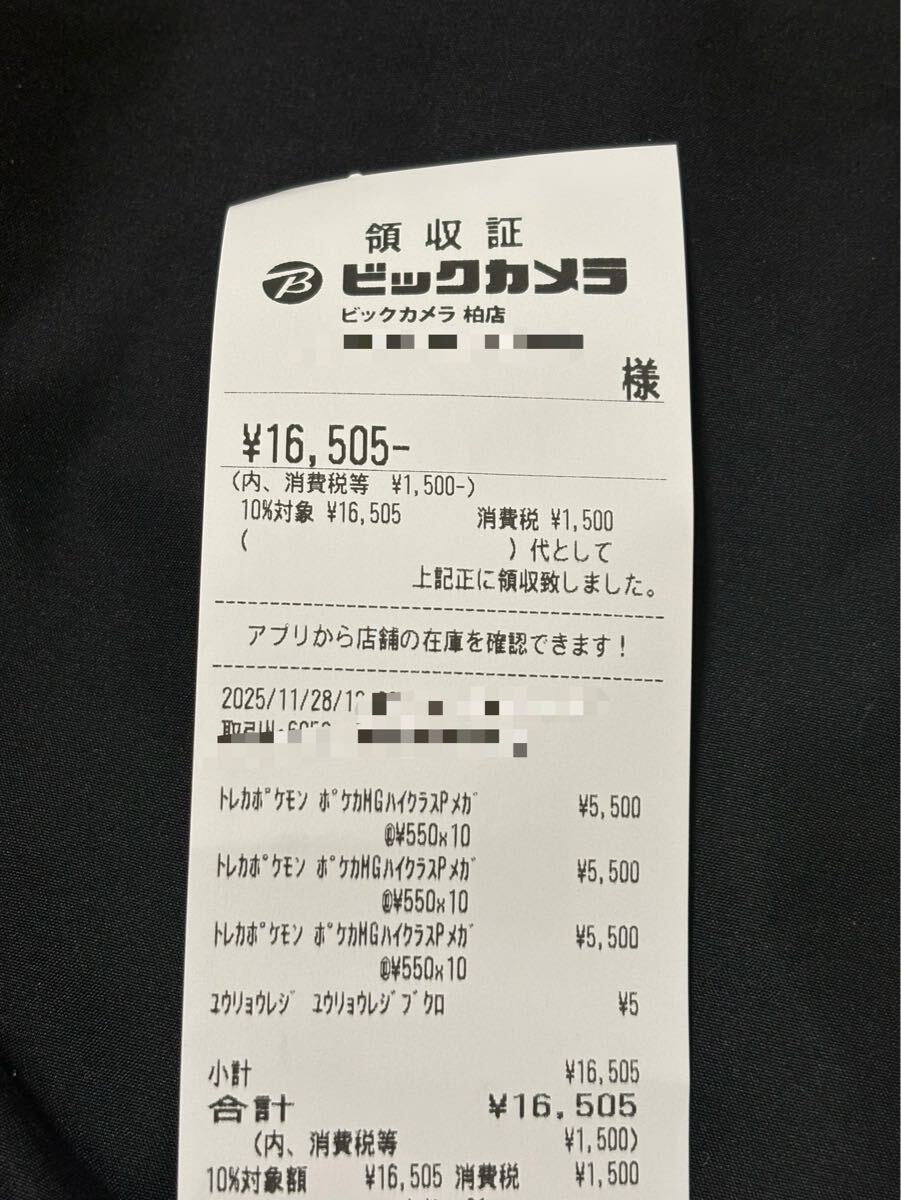 領収証
ビックカメラ
ビックカメラ 柏店
様
¥16,505-
(内、消費税等 ¥1,500-)
10%対象 ¥16,505 消費税 ¥1,500
( )代として
上記正に領収致しました。
アプリから店舗の在庫を確認できます!
2025/11/28/1
ﾄﾚｶﾎﾟｹﾓﾝ ﾎﾟｹｶMGﾊｲｸﾗｽPﾒｶﾞ ¥5,500
@¥550x10
ﾄﾚｶﾎﾟｹﾓﾝ ﾎﾟｹｶMGﾊｲｸﾗｽPﾒｶﾞ ¥5,500
@¥550x10
ﾄﾚｶﾎﾟｹﾓﾝ ﾎﾟｹｶMGﾊｲｸﾗｽPﾒｶﾞ ¥5,500
@¥550x10
ﾕｳﾘｮｳﾚｼﾞ ﾕｳﾘｮｳﾚｼﾞﾌﾞｸﾛ ¥5
小計 ¥16,505
合計 ¥16,505
(内、消費税等 ¥1,500)
10%対象額 ¥16,505 消費税 ¥1,500